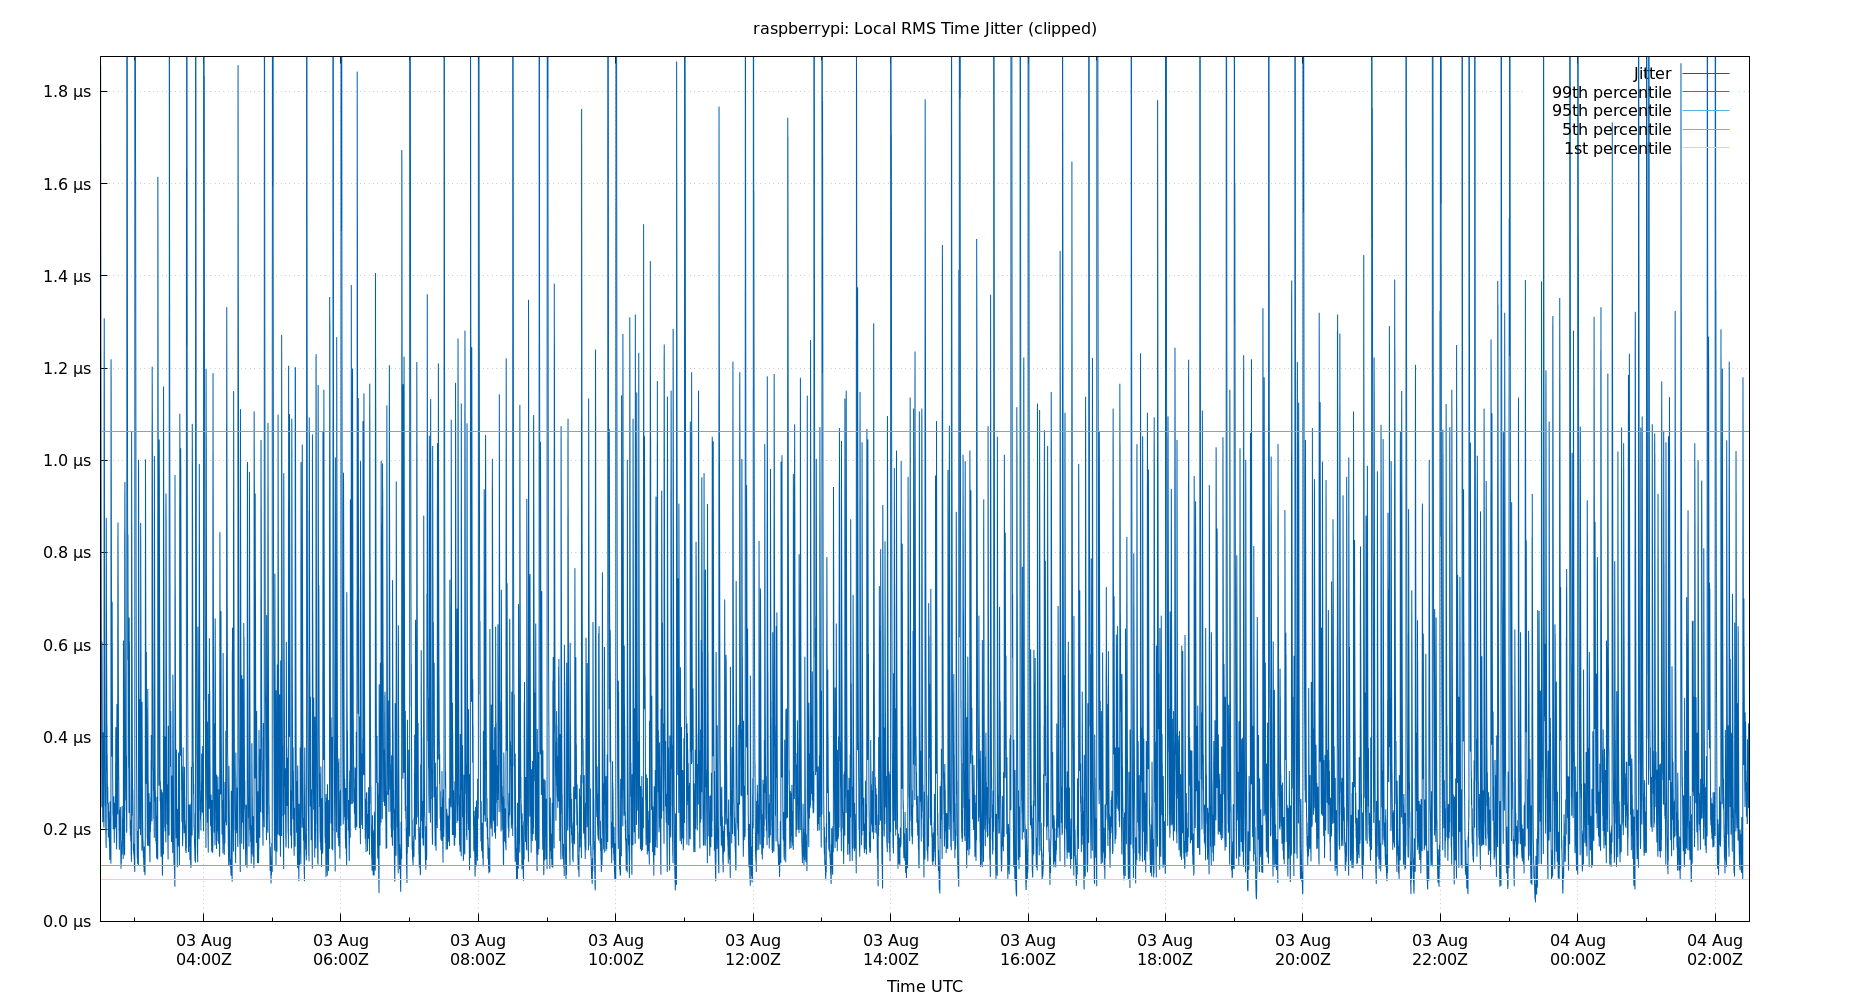 raspberrypi: Local RMS Time Jitter (clipped)
Jitter
99th percentile
95th percentile
5th percentile
1st percentile
1.8 µs
1.6 µs
1.4 µs
1.2 µs
1.0 µs
0.8 µs
0.6 µs
0.4 µs
0.2 µs
0.0 µs
03 Aug 03 Aug 03 Aug 03 Aug 03 Aug 03 Aug 03 Aug 03 Aug 03 Aug 03 Aug 04 Aug 04 Aug
04:00Z 06:00Z 08:00Z 10:00Z 12:00Z 14:00Z 16:00Z 18:00Z 20:00Z 22:00Z 00:00Z 02:00Z
Time UTC